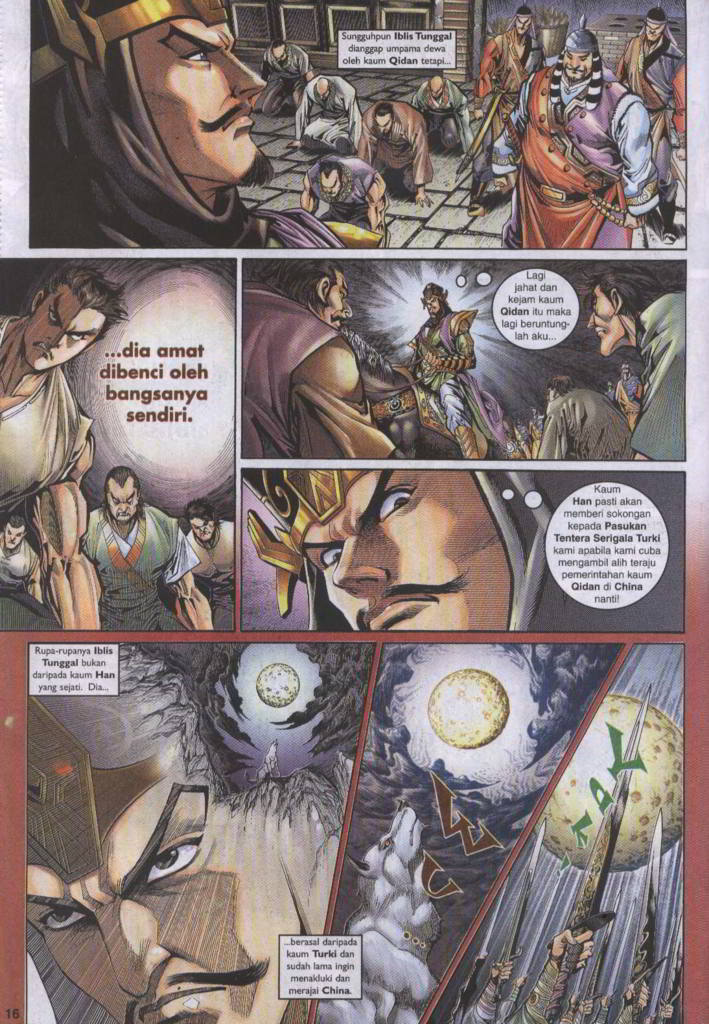 Sungguhpun Iblis Tunggal
dianggap umpama dewa
oleh kaum Qidan tetapi...
...dia amat
dibenci oleh
bangsanya
sendiri.
Lagi
jahat dan
kejam kaum
Qidan itu maka
lagi beruntung-
lah aku...
Kaum
Han pasti akan
memberi sokongan
kepada Pasukan
Tentera Serigala Turki
kami apabila kami cuba
mengambil alih teraju
pemerintahan kaum
Qidan di China
nanti!
Rupa-rupanya Iblis
Tunggal bukan
daripada kaum Han
yang sejati. Dia...
...berasal daripada
kaum Turki dan
sudah lama ingin
menakluki dan
merajai China.
16